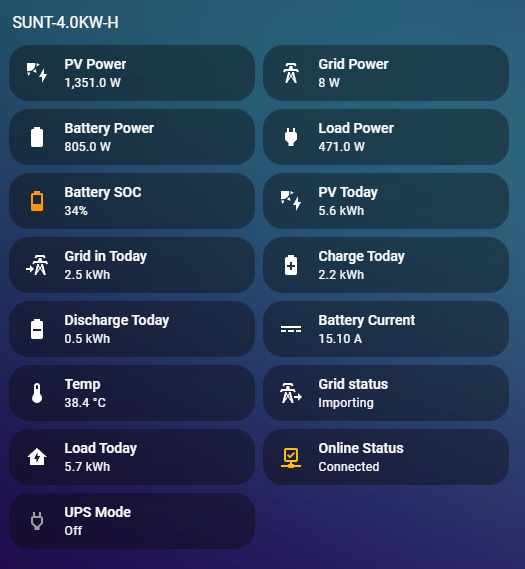 SUNT-4.0KW-H
PV Power
1,351.0 W
Grid Power
8 W
Battery Power
805.0 W
Load Power
471.0 W
Battery SOC
34%
PV Today
5.6 kWh
Grid in Today
2.5 kWh
Charge Today
2.2 kWh
Discharge Today
0.5 kWh
Battery Current
15.10 A
Temp
38.4 °C
Grid status
Importing
Load Today
5.7 kWh
Online Status
Connected
UPS Mode
Off